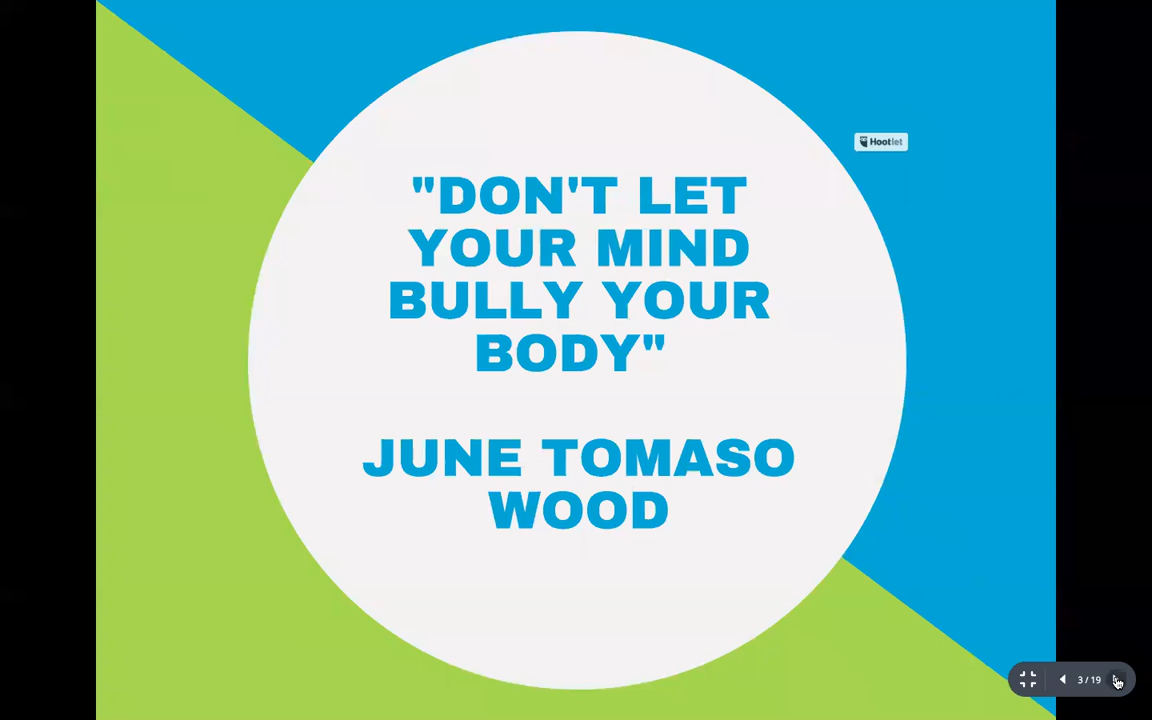 Hootlet
"DON'T LET
YOUR MIND
BULLY YOUR
BODY"
JUNE TOMASO
WOOD
3 / 19